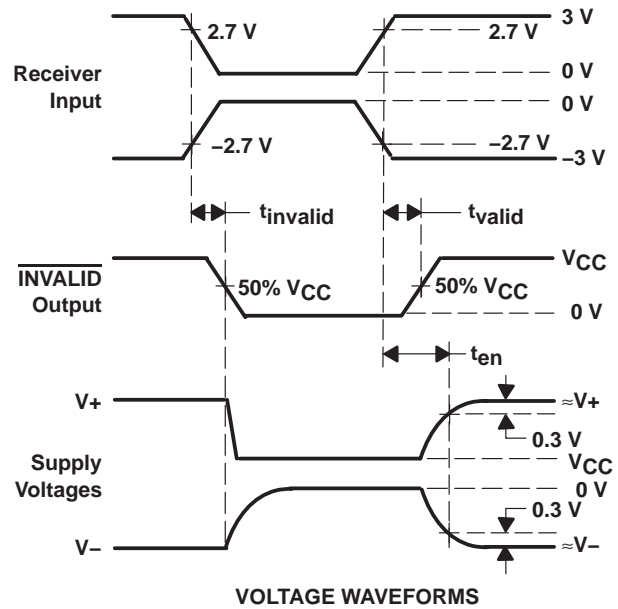 3 V
2.7 V
2.7 V
Receiver
Input
0 V
0 V
–2.7 V
–2.7 V
–3 V
tinvalid
tvalid
INVALID
Output
VCC
50% VCC
50% VCC
0 V
ten
V+
≈V+
0.3 V
Supply
Voltages
VCC
0 V
0.3 V
V–
≈V–
VOLTAGE WAVEFORMS